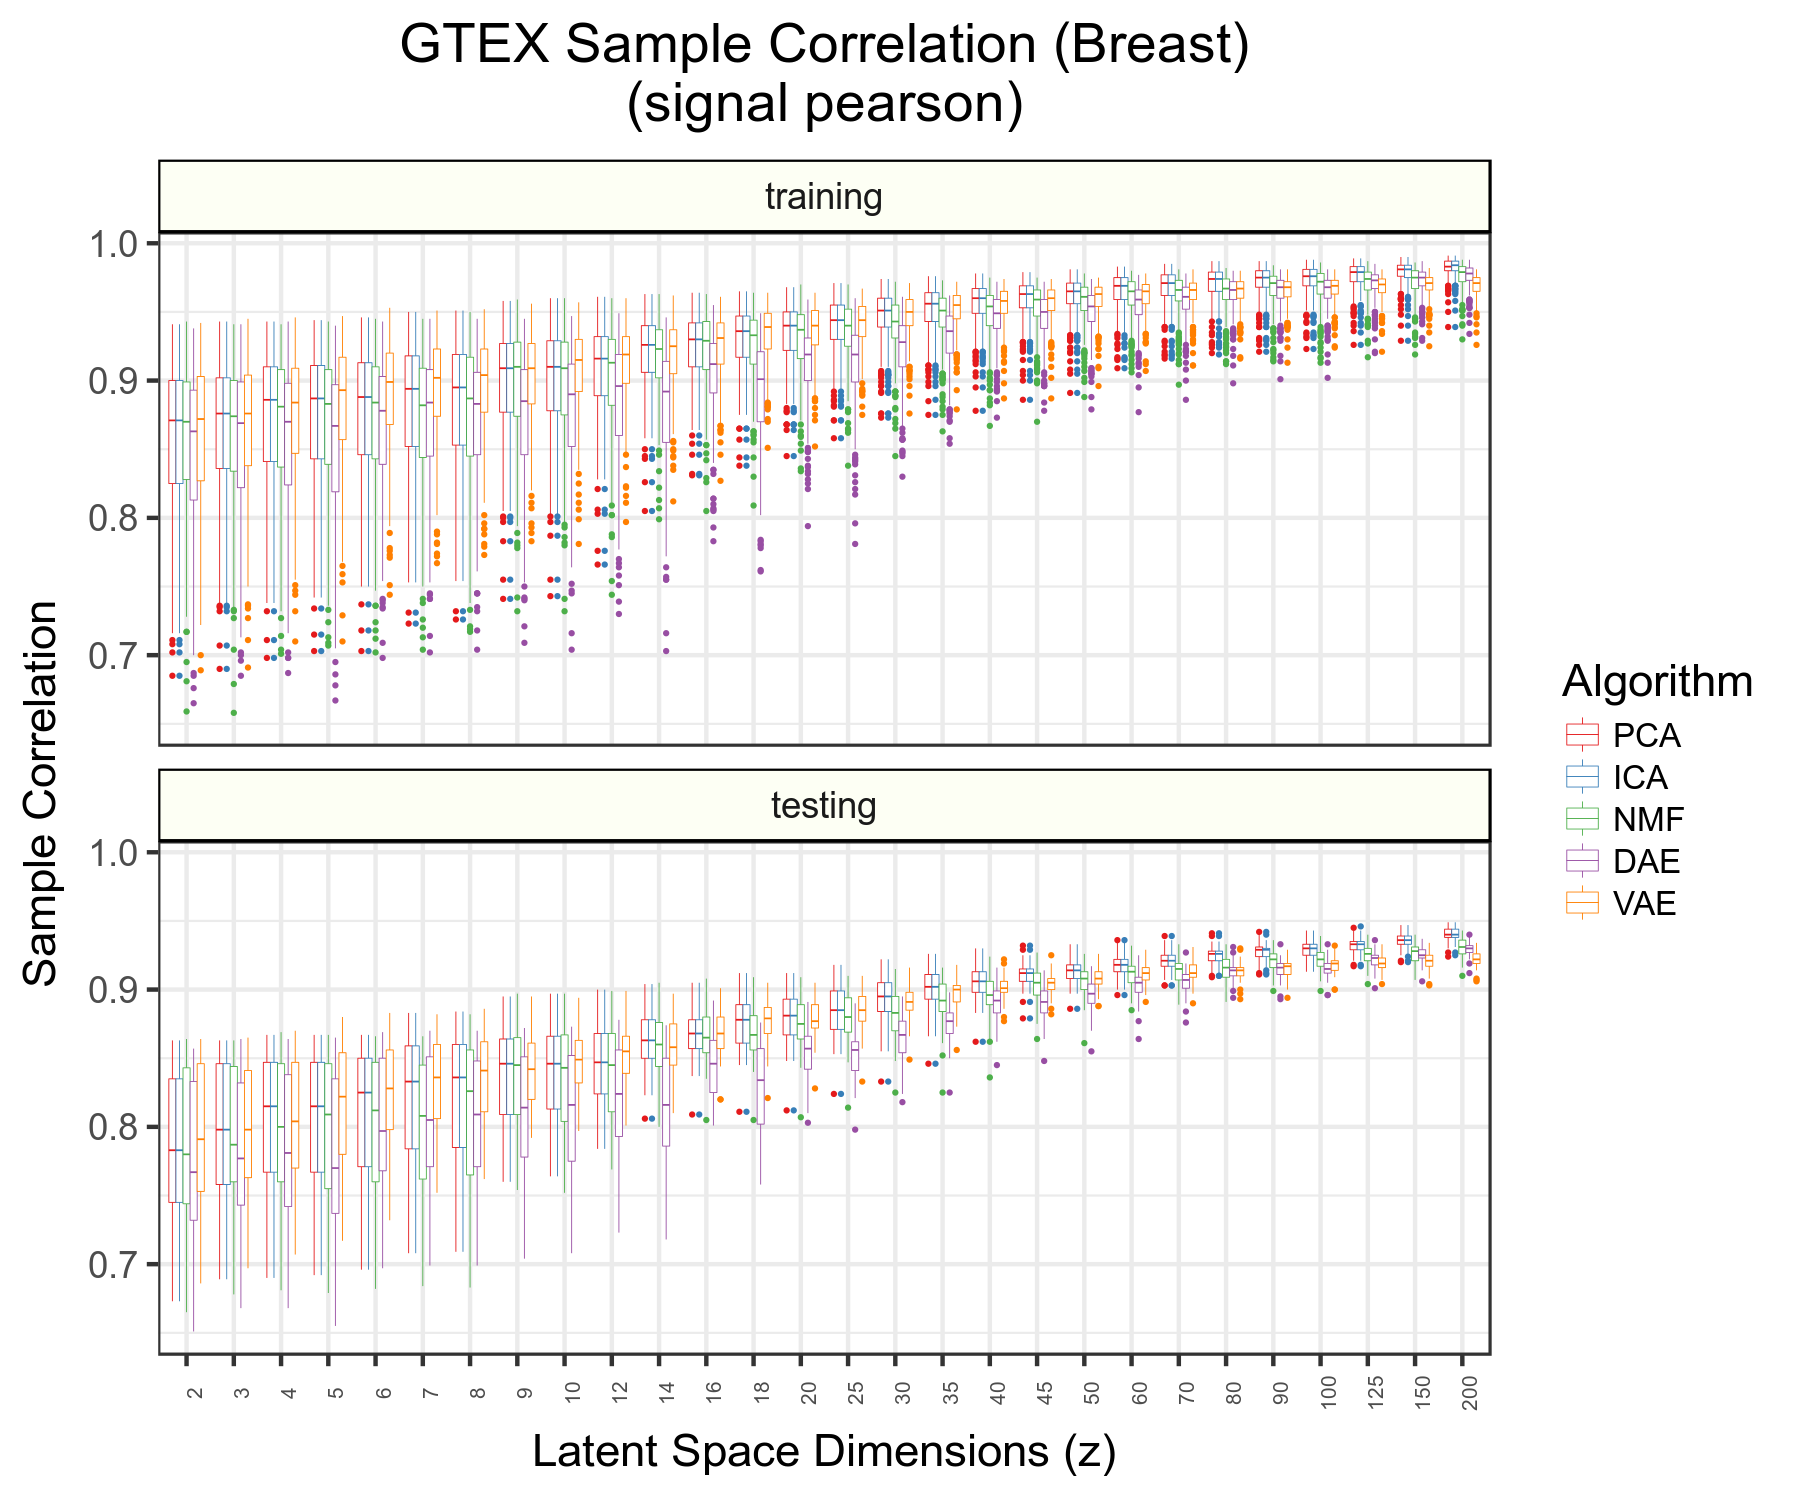 GTEX Sample Correlation (Breast)
(signal pearson)
training
1.0
0.9
0.8
0.7
Sample Correlation
testing
1.0
0.9
0.8
0.7
2 3 4 5 6 7 8 9 10 12 14 16 18 20 25 30 35 40 45 50 60 70 80 90 100 125 150 200
Latent Space Dimensions (z)
Algorithm
PCA
ICA
NMF
DAE
VAE